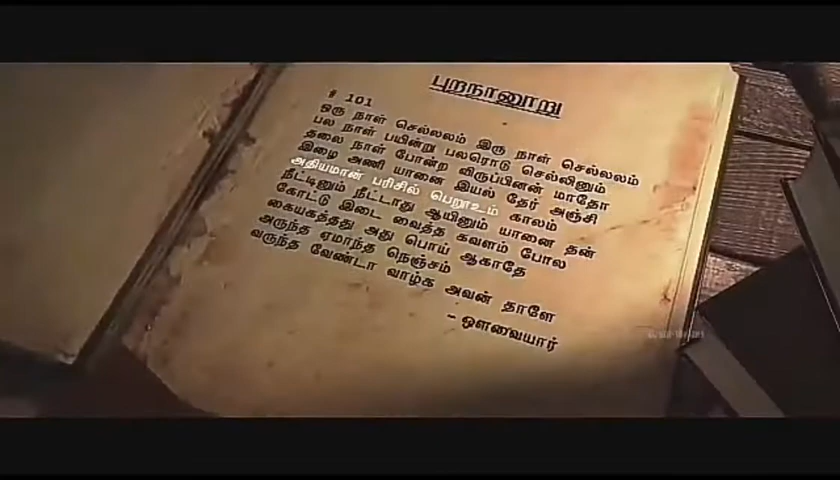 புறநானூறு
# 101
ஒரு நாள் செல்லலம் இரு நாள் செல்லலம்
பல நாள் பயின்று பலரொடு செல்லினும்
தலை நாள் போன்ற விருப்பினன் மாதோ
இழை அணி யானை இயல் தேர் அஞ்சி
அதியமான் பரிசில் பெறூஉம் காலம்
நீட்டினும் நீட்டாது ஆயினும் யானை தன்
கோட்டு இடை வைத்த கவளம் போல
கையகத்தது அது பொய் ஆகாதே
அருந்த ஏமாந்த நெஞ்சம்
வருந்த வேண்டா வாழ்க அவன் தாளே
- ஔவையார்